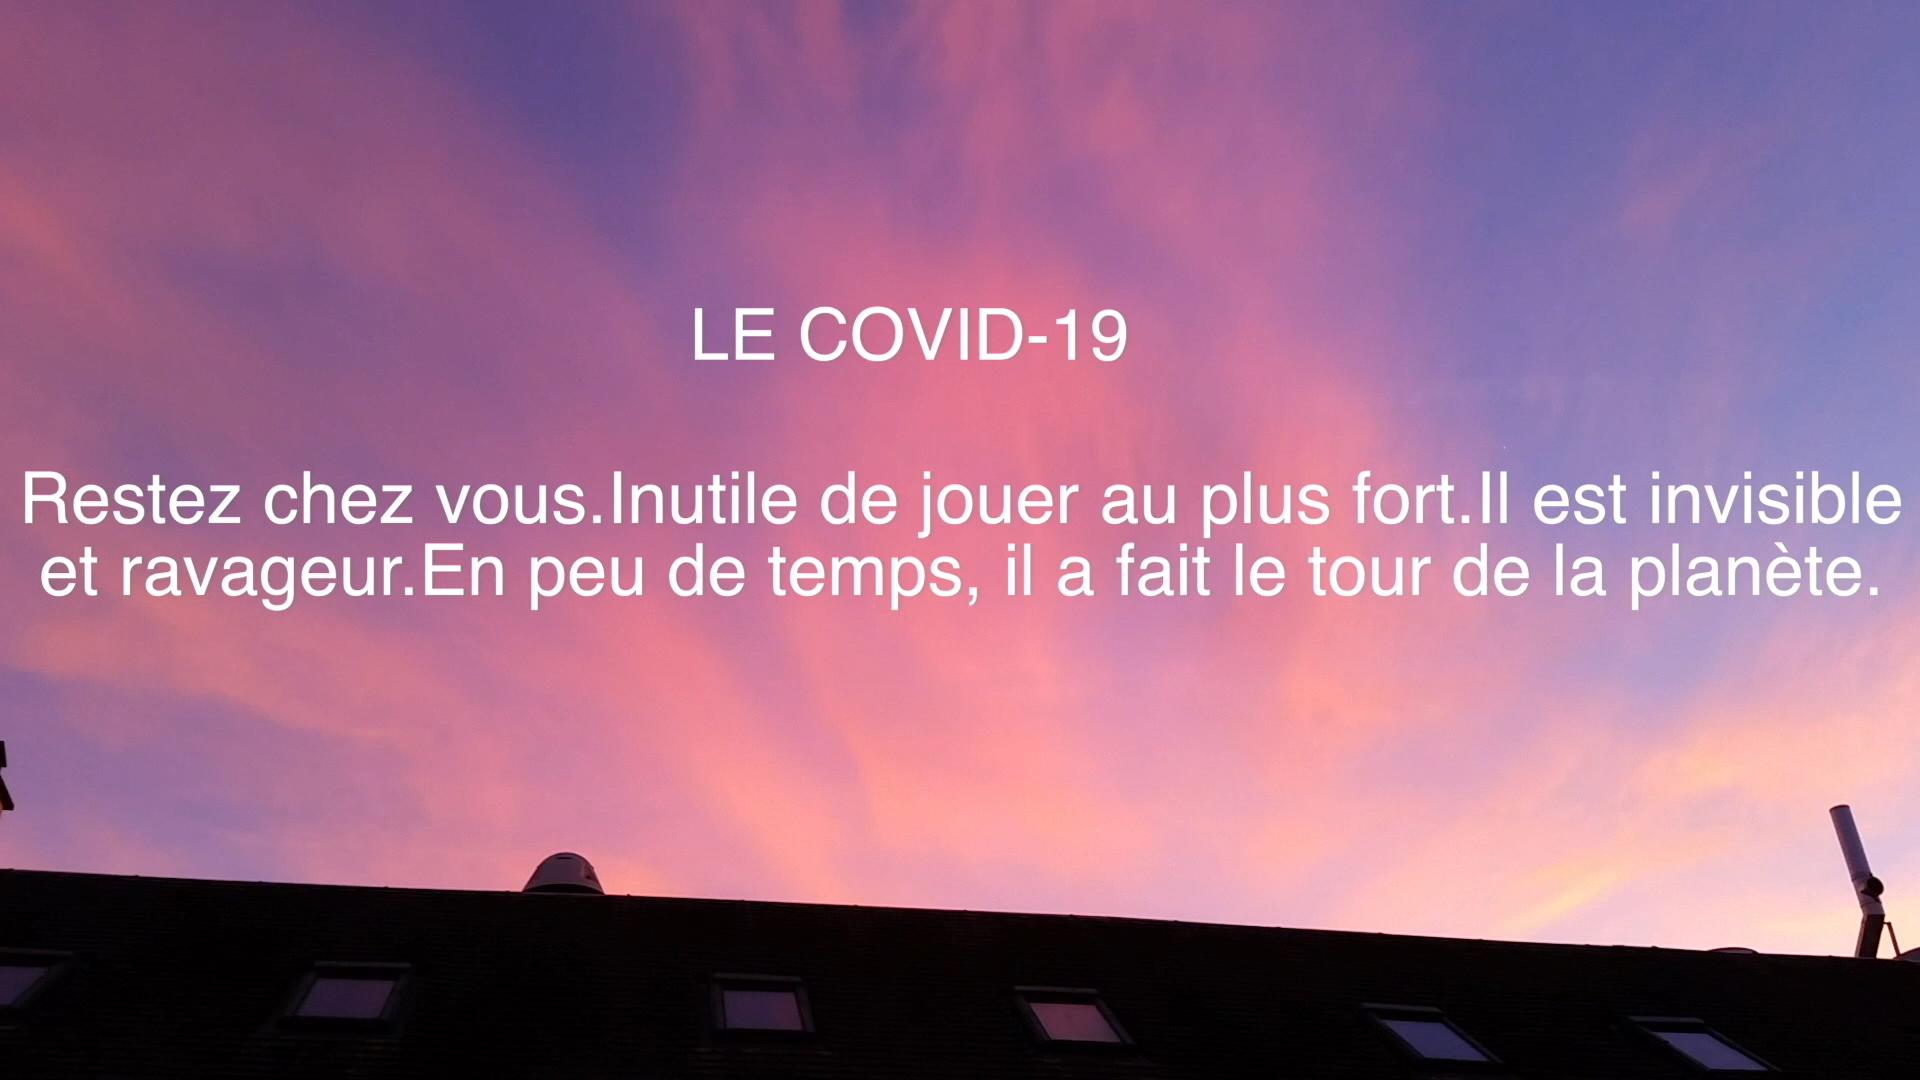 LE COVID-19
Restez chez vous.Inutile de jouer au plus fort.Il est invisible
et ravageur.En peu de temps, il a fait le tour de la planète.